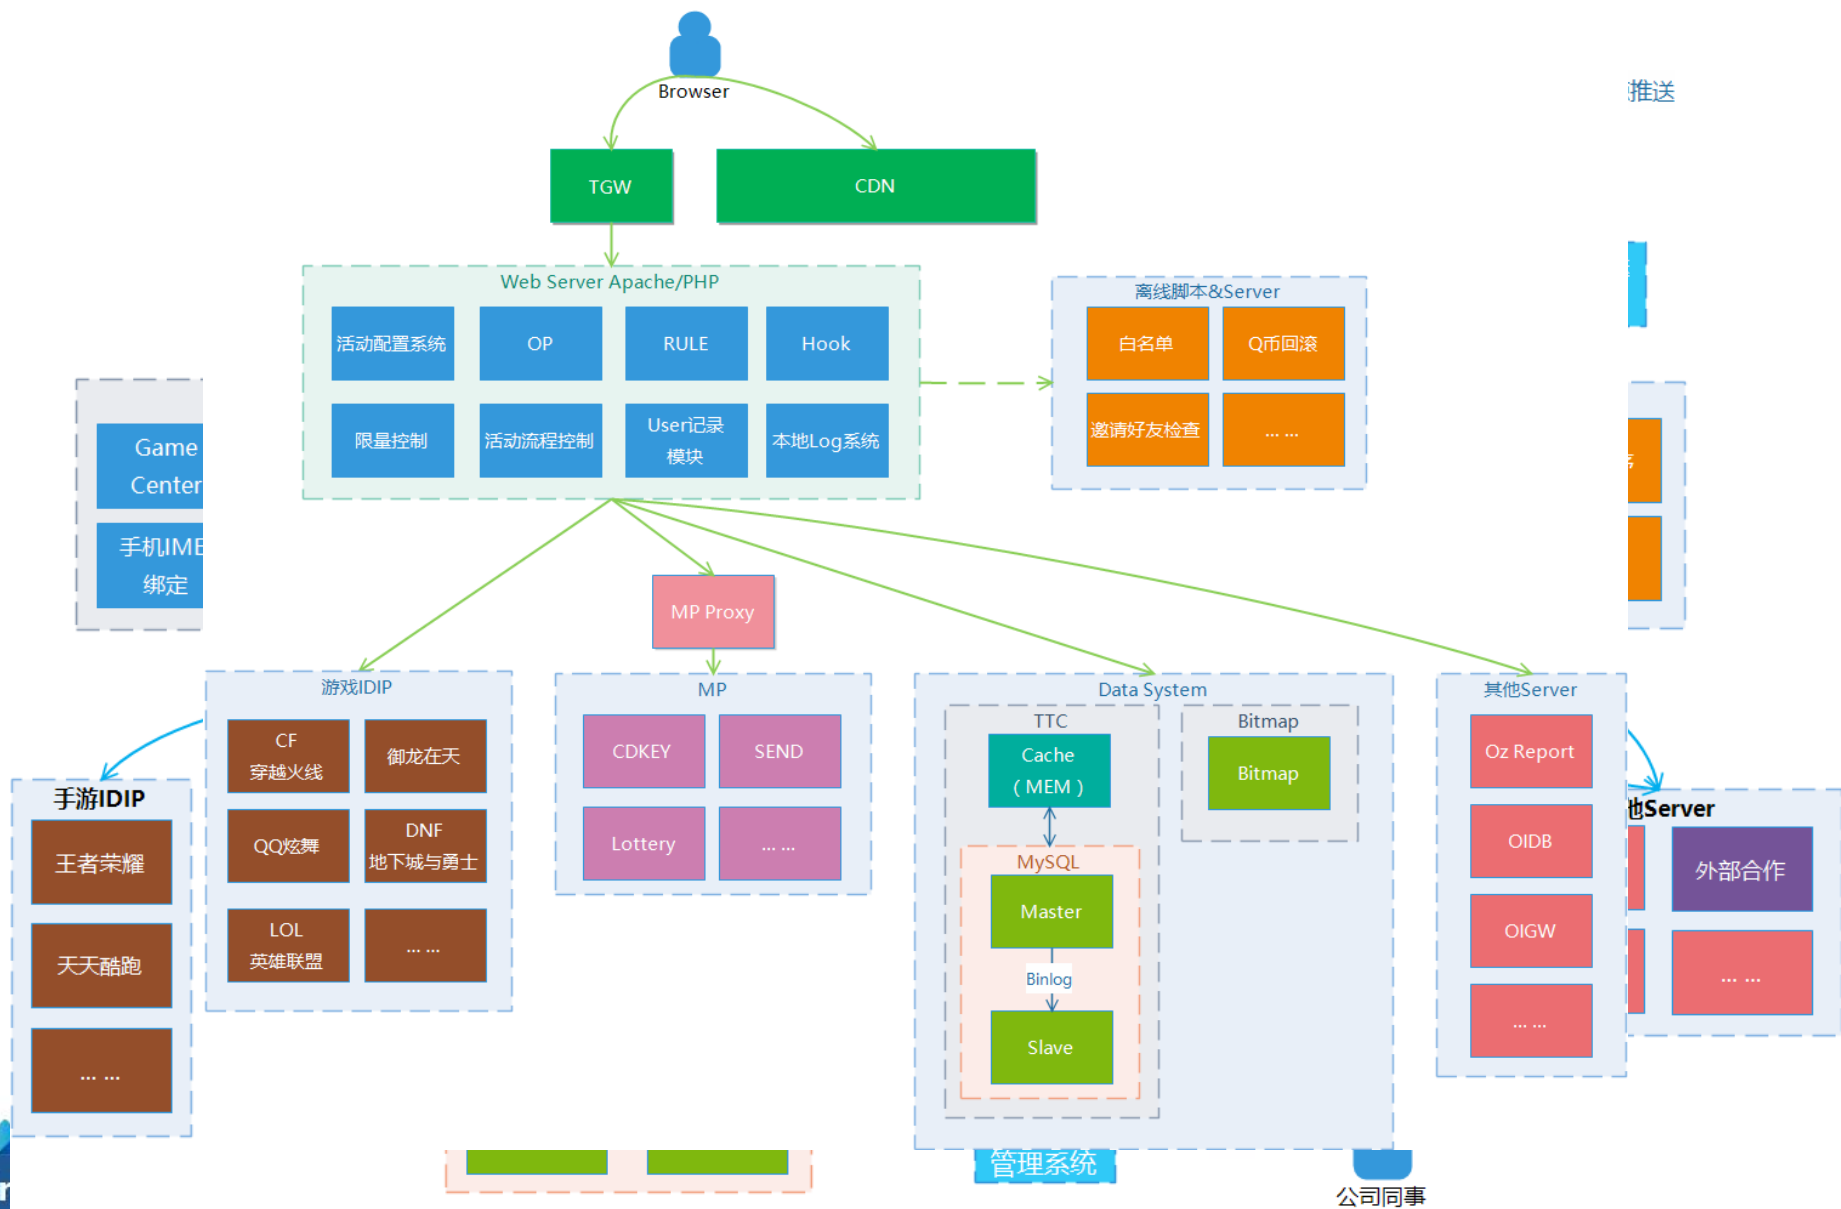 Browser
推送
TGW
CDN
Web Server Apache/PHP
活动配置系统
OP
RULE
Hook
限量控制
活动流程控制
User记录
模块
本地Log系统
离线脚本&Server
白名单
Q币回滚
邀请好友检查
... ...
Game
Center
手机IME
绑定
MP Proxy
手游IDIP
王者荣耀
天天酷跑
... ...
游戏IDIP
CF
穿越火线
御龙在天
QQ炫舞
DNF
地下城与勇士
LOL
英雄联盟
... ...
MP
CDKEY
SEND
Lottery
... ...
Data System
TTC
Cache
( MEM )
MySQL
Master
Binlog
Slave
Bitmap
Bitmap
其他Server
Oz Report
OIDB
OIGW
... ...
他Server
外部合作
... ...
管理系统
公司同事